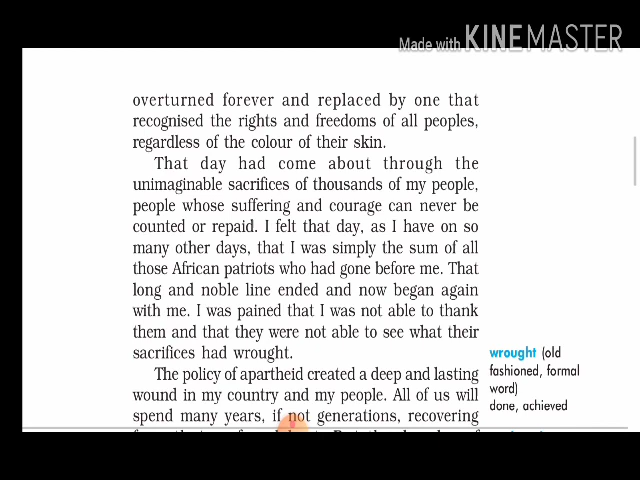 Made with KINEMASTER
overturned forever and replaced by one that
recognised the rights and freedoms of all peoples,
regardless of the colour of their skin.
That day had come about through the
unimaginable sacrifices of thousands of my people,
people whose suffering and courage can never be
counted or repaid. I felt that day, as I have on so
many other days, that I was simply the sum of all
those African patriots who had gone before me. That
long and noble line ended and now began again
with me. I was pained that I was not able to thank
them and that they were not able to see what their
sacrifices had wrought.
wrought (old
fashioned, formal
word)
done, achieved
The policy of apartheid created a deep and lasting
wound in my country and my people. All of us will
spend many years, if not generations, recovering